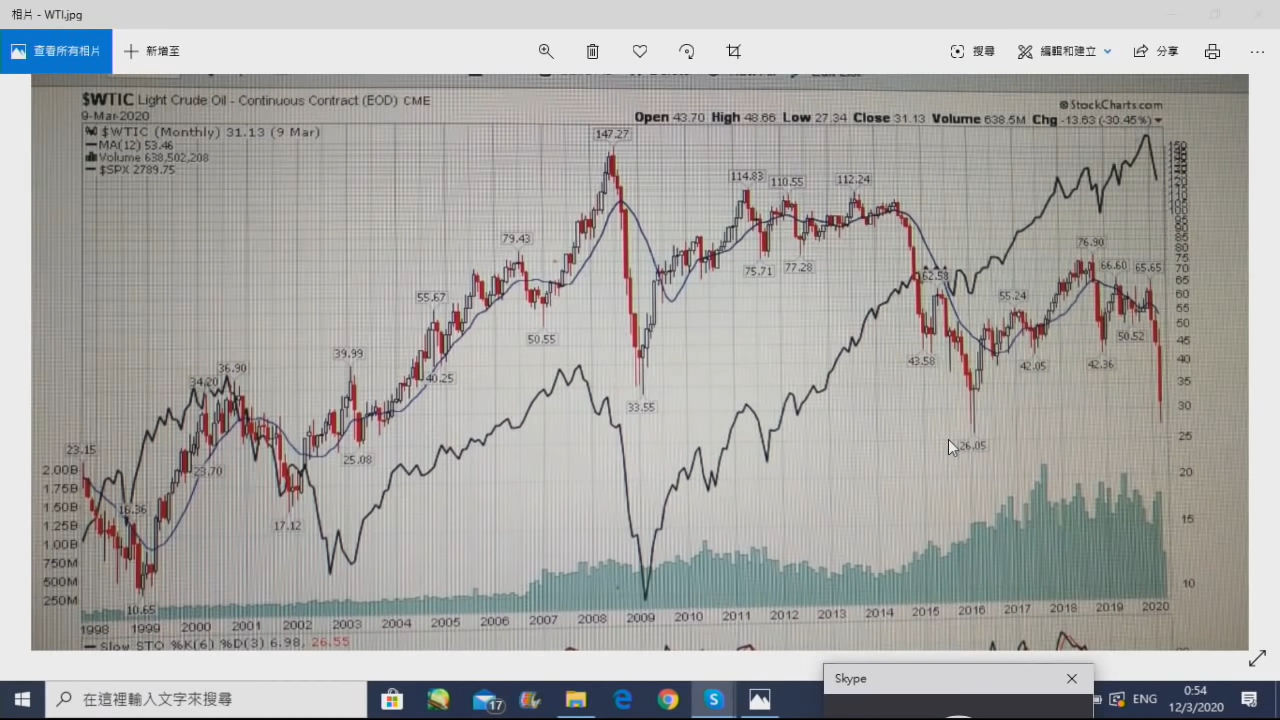 相片 - WTI.jpg
查看所有相片
新增至
搜尋
編輯和建立
分享
$WTIC Light Crude Oil - Continuous Contract (EOD) CME
© StockCharts.com
9-Mar-2020
Open 43.70 High 48.66 Low 27.34 Close 31.13 Volume 638.5M Chg -13.63 (-30.45%)
$WTIC (Monthly) 31.13 (9 Mar)
MA(12) 53.46
Volume 638,502,208
$SPX 2789.75
147.27
114.83
110.55
112.24
79.43
76.90
75.71
77.28
62.58
66.60
65.65
55.67
55.24
50.55
50.52
43.58
42.05
42.36
39.99
40.25
36.90
34.20
33.55
26.05
25.08
23.15
23.70
17.12
16.36
10.65
150
120
110
105
100
95
90
85
80
75
70
65
60
55
50
45
40
35
30
25
20
15
10
2.00B
1.75B
1.50B
1.25B
1.00B
750M
500M
250M
1998 1999 2000 2001 2002 2003 2004 2005 2006 2007 2008 2009 2010 2011 2012 2013 2014 2015 2016 2017 2018 2019 2020
Slow STO %K(6) %D(3) 6.98, 26.55
Skype
在這裡輸入文字來搜尋
17
ENG
0:54
12/3/2020